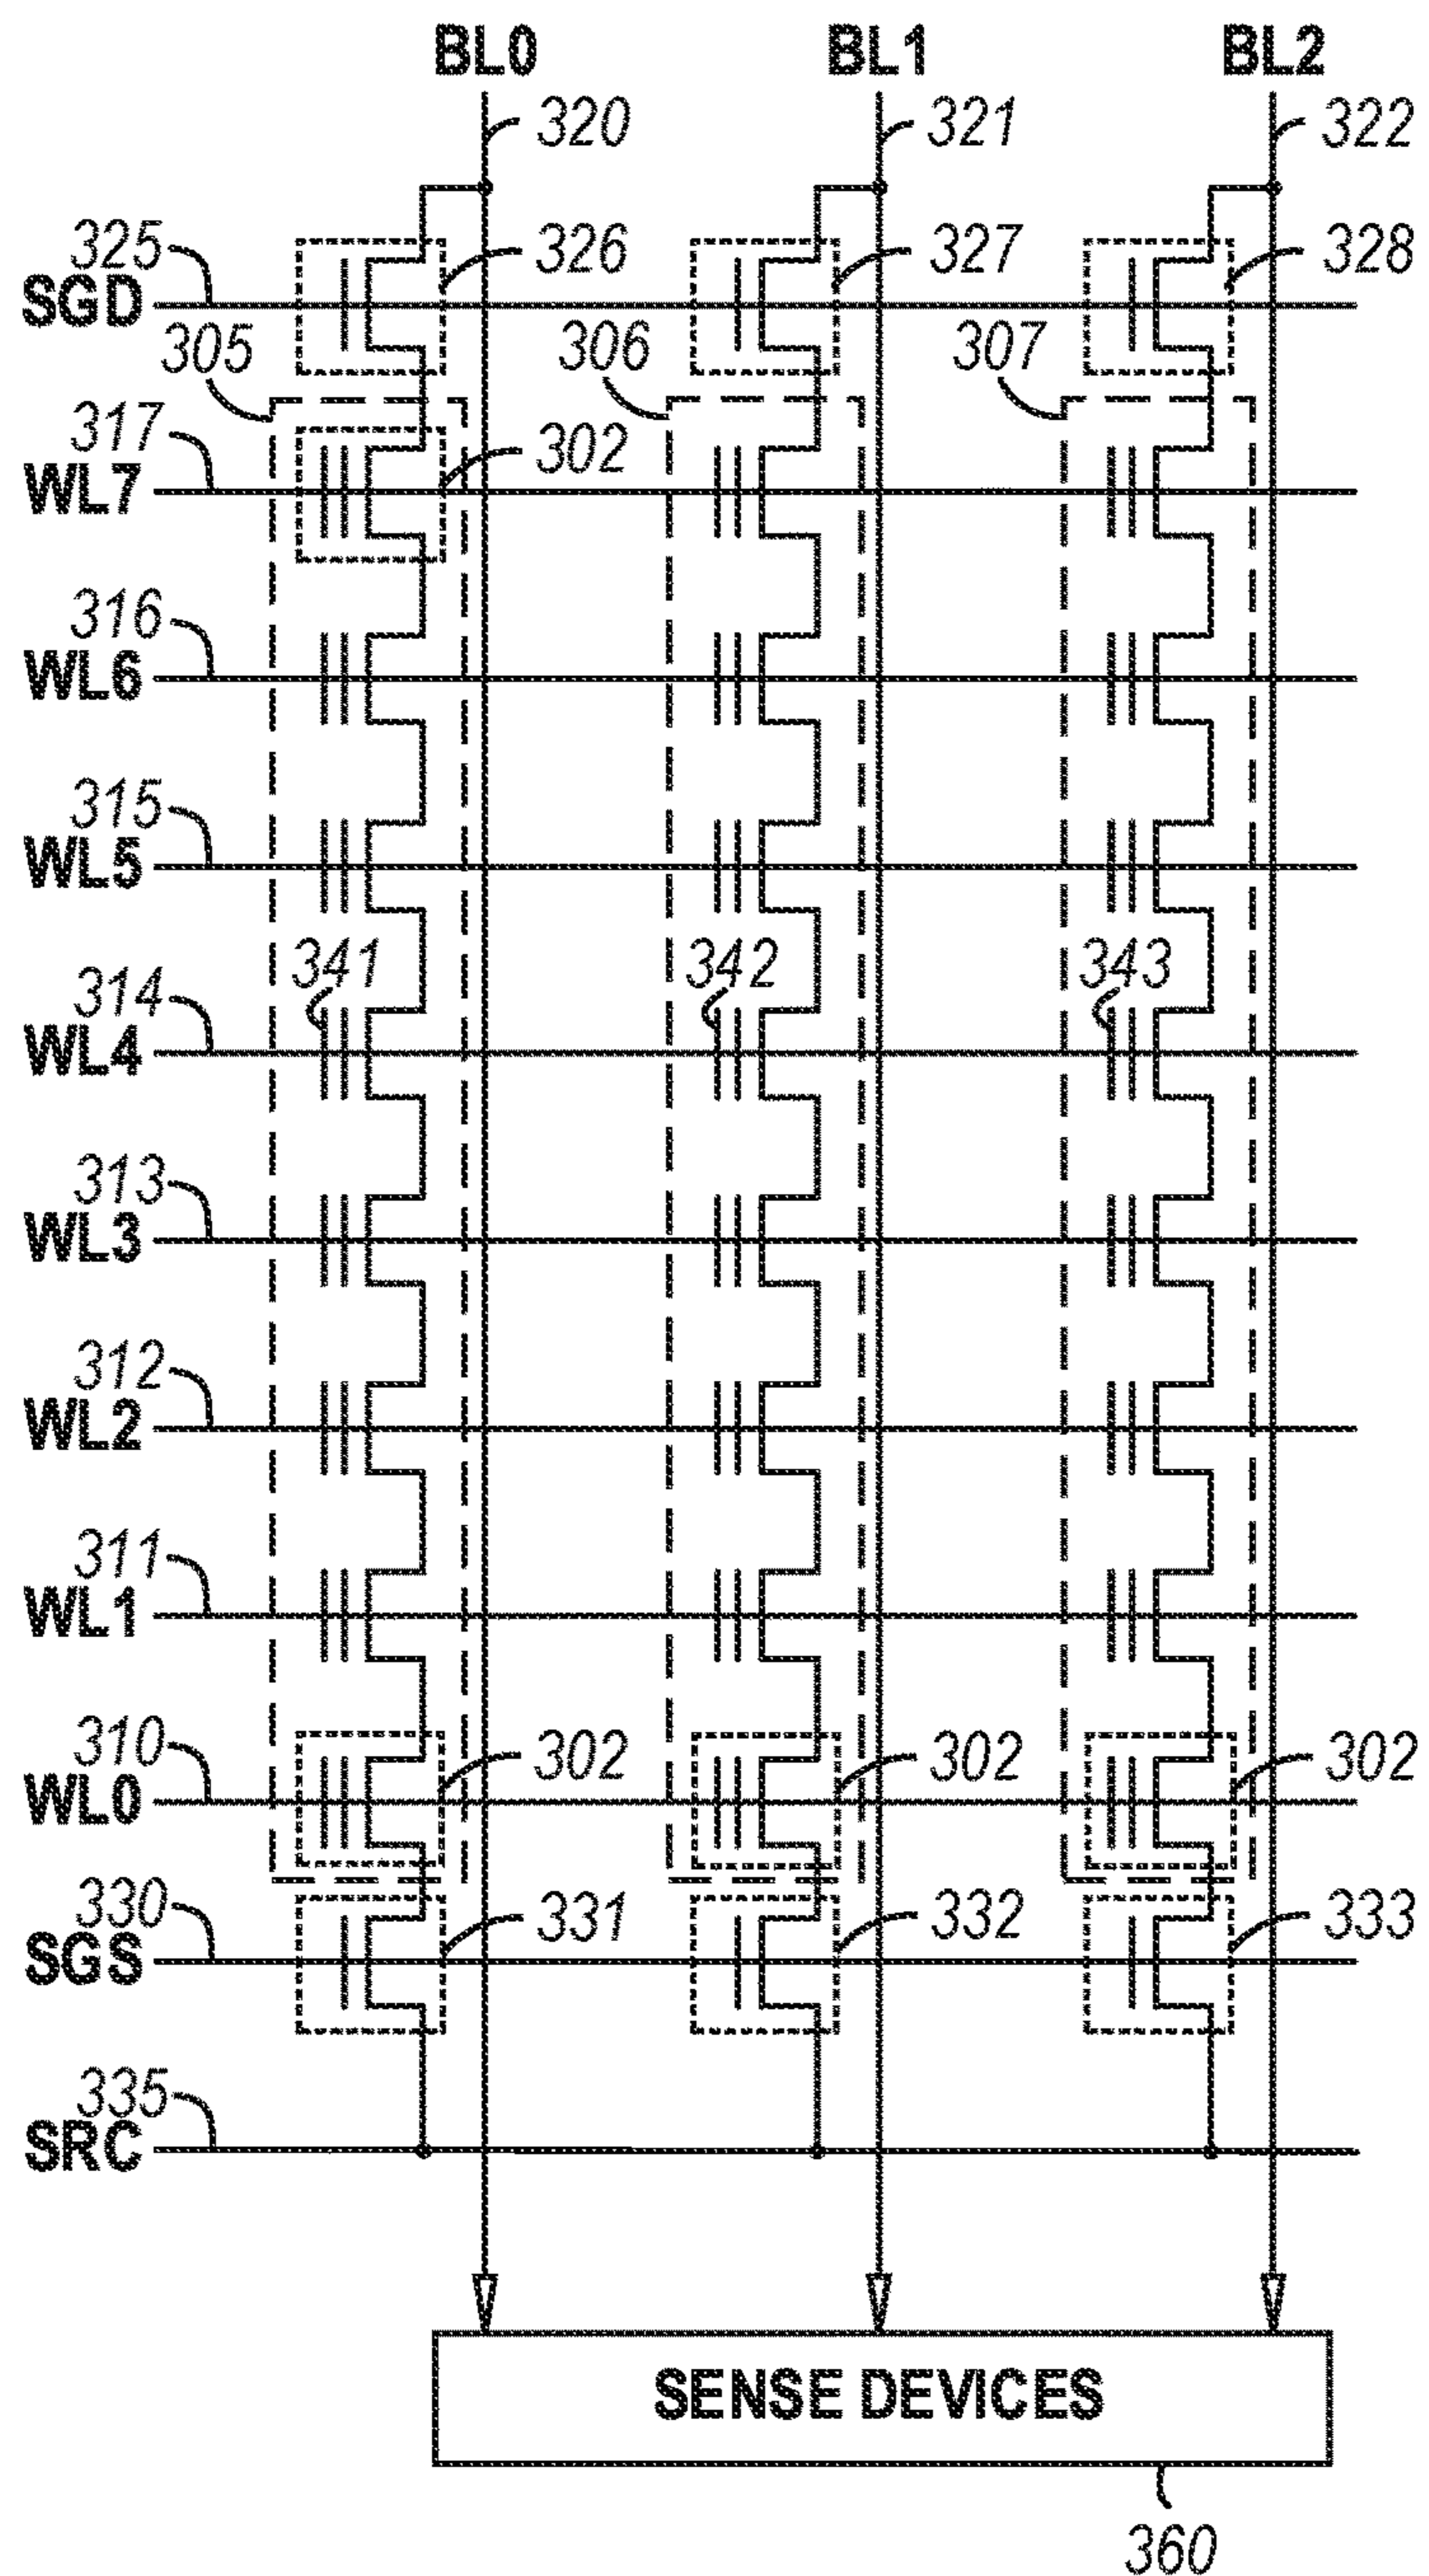 BL0 BL1 BL2
320 321 322
325 326 327 328
SGD
305 306 307
317 302
WL7
316
WL6
315
WL5
341 342 343
314
WL4
313
WL3
312
WL2
311
WL1
310 302 302 302
WL0
330 331 332 333
SGS
335
SRC
SENSE DEVICES
360